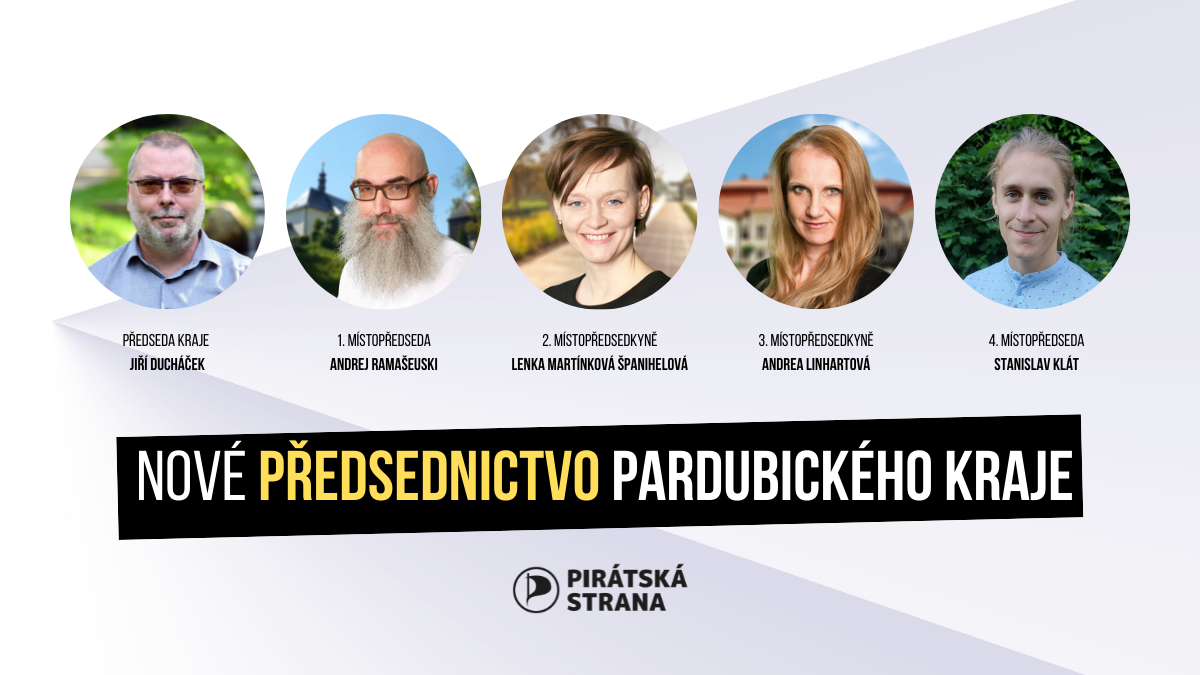 PŘEDSEDA KRAJE
JIŘÍ DUCHÁČEK
1. MÍSTOPŘEDSEDA
ANDREJ RAMAŠEUSKI
2. MÍSTOPŘEDSEDKYNĚ
LENKA MARTÍNKOVÁ ŠPANIHELOVÁ
3. MÍSTOPŘEDSEDKYNĚ
ANDREA LINHARTOVÁ
4. MÍSTOPŘEDSEDA
STANISLAV KLÁT
NOVÉ PŘEDSEDNICTVO PARDUBICKÉHO KRAJE
PIRÁTSKÁ
STRANA